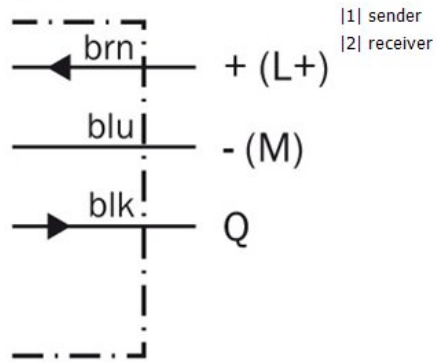 brn + (L+)
blu - (M)
blk Q
|1| sender
|2| receiver